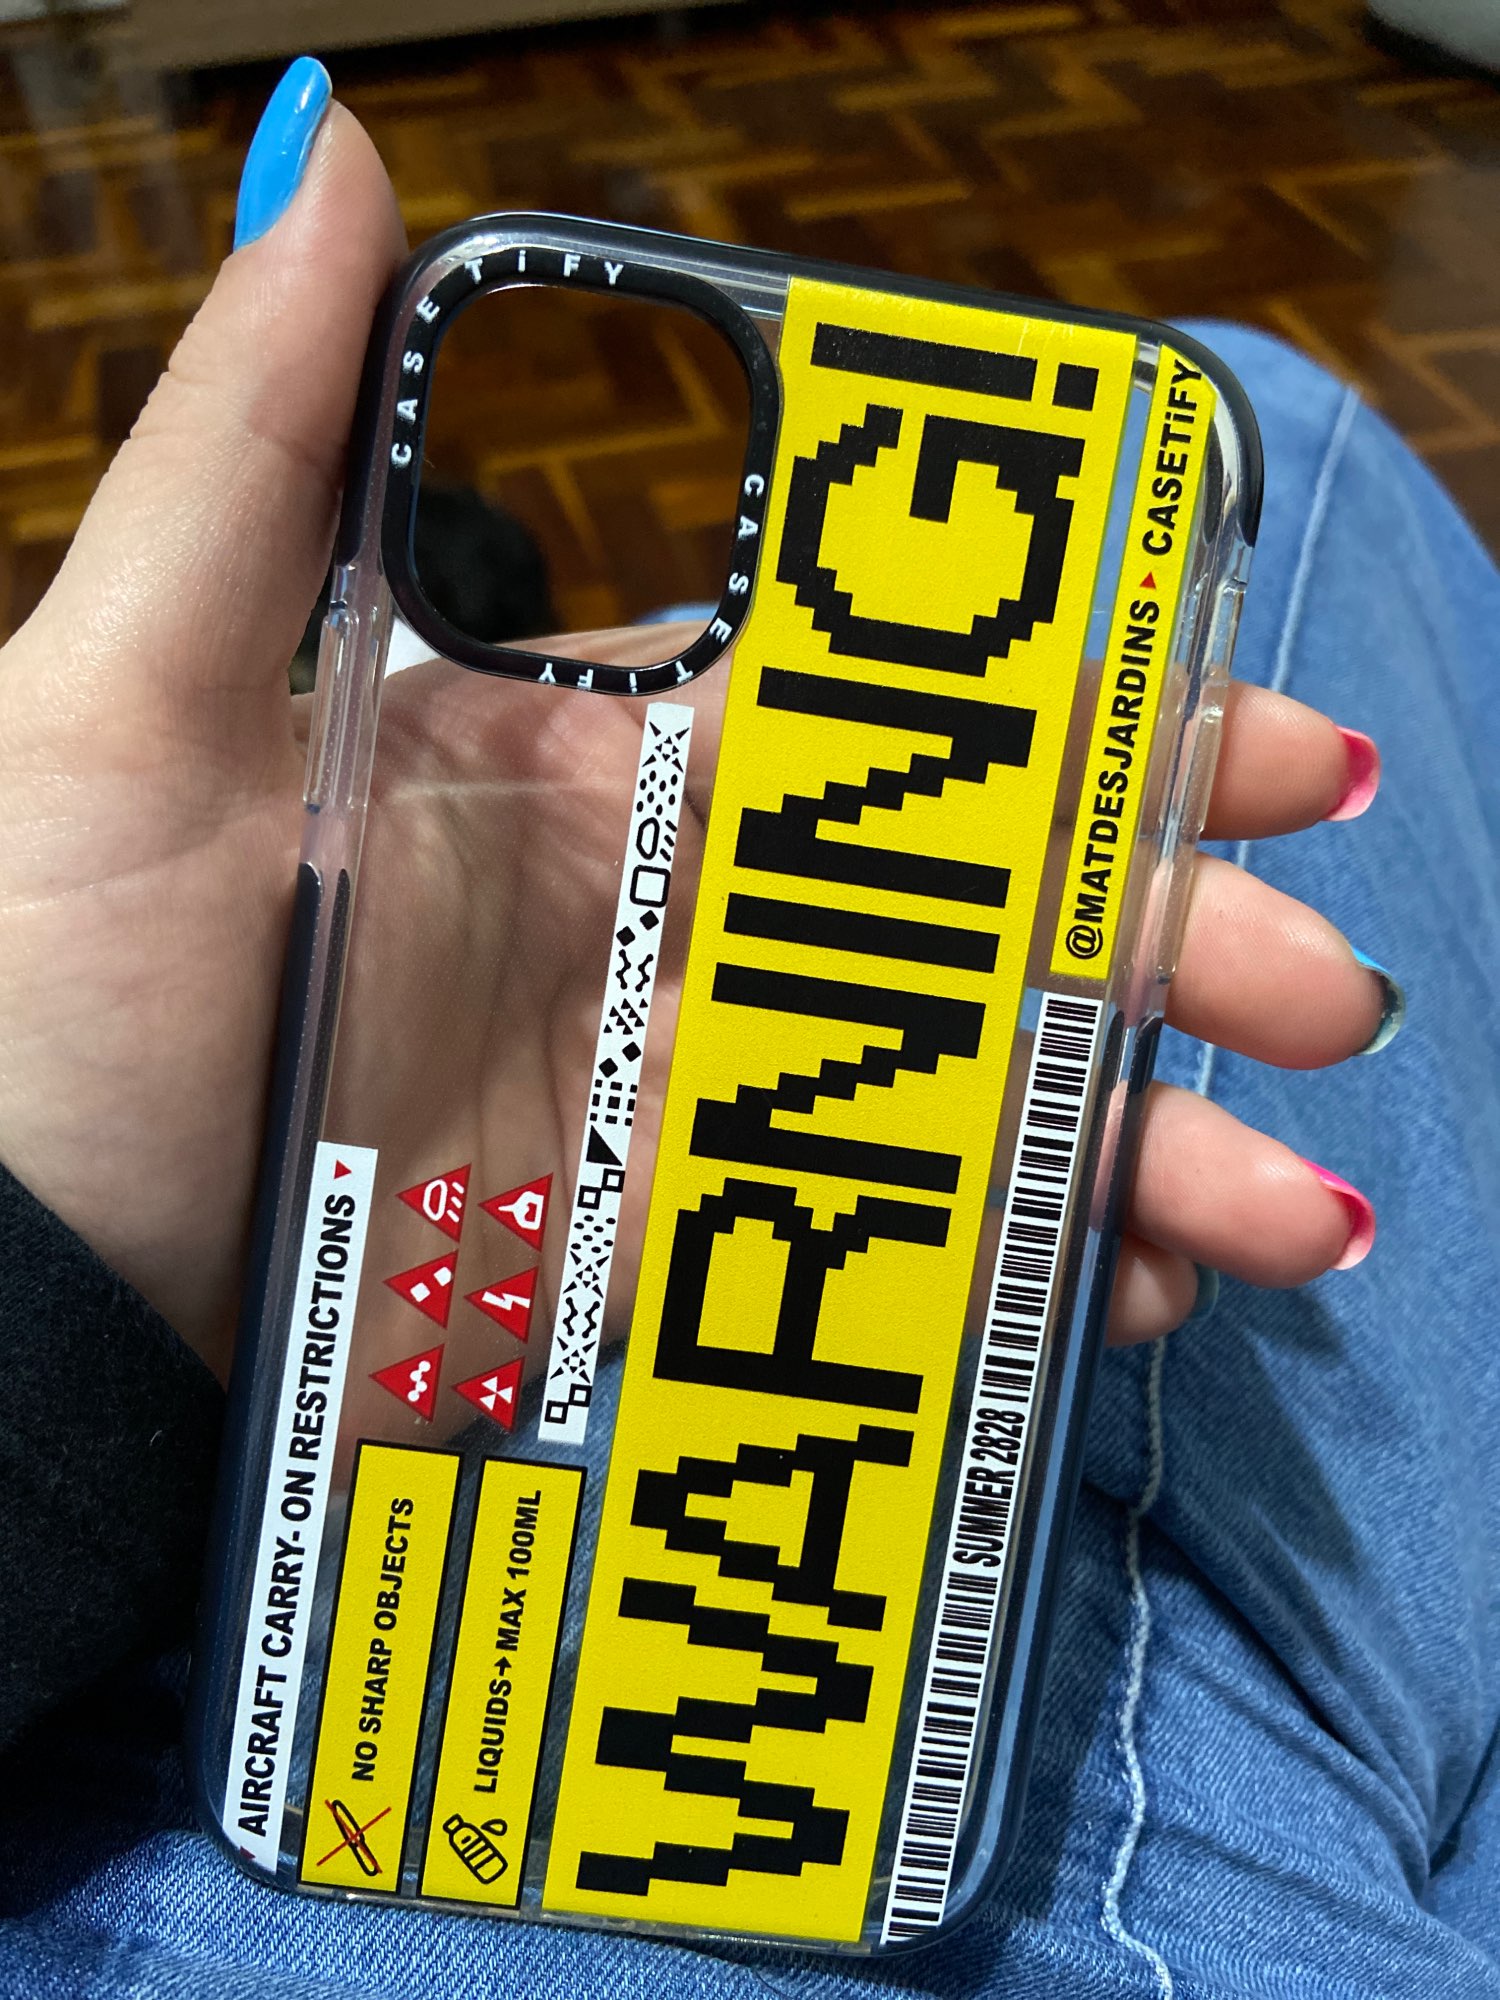 CASETiFY
CASETiFY
AIRCRAFT CARRY- ON RESTRICTIONS
NO SHARP OBJECTS
LIQUIDS→ MAX 100ML
WARNING!
SUMMER 2828
@MATDESJARDINS ▸ CASETiFY